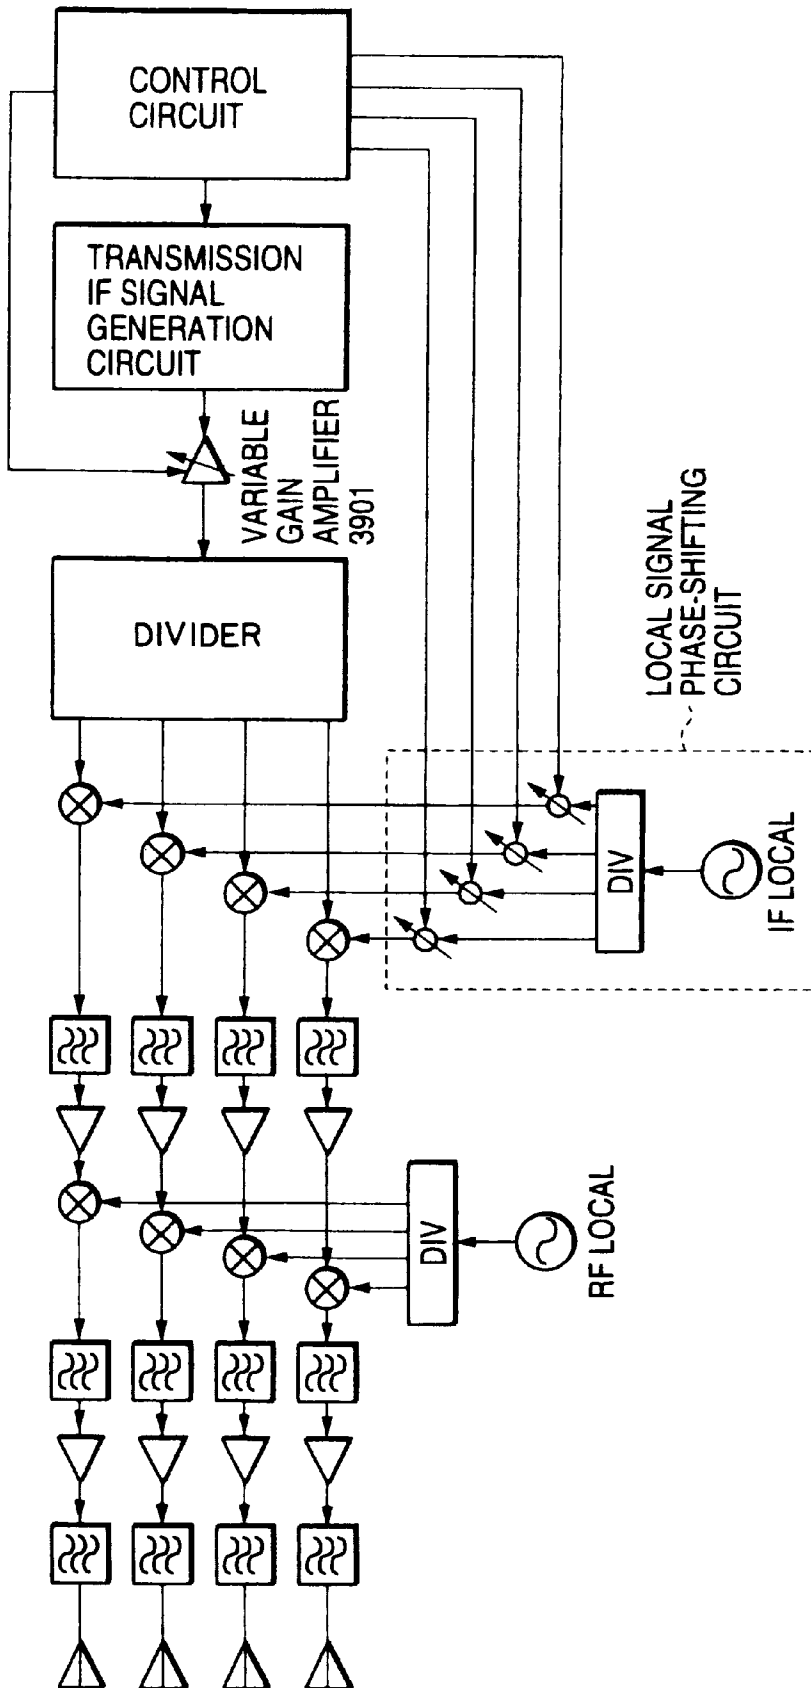 CONTROL
CIRCUIT
TRANSMISSION
IF SIGNAL
GENERATION
CIRCUIT
VARIABLE
GAIN
AMPLIFIER
3901
DIVIDER
LOCAL SIGNAL
PHASE-SHIFTING
CIRCUIT
DIV
IF LOCAL
DIV
RF LOCAL